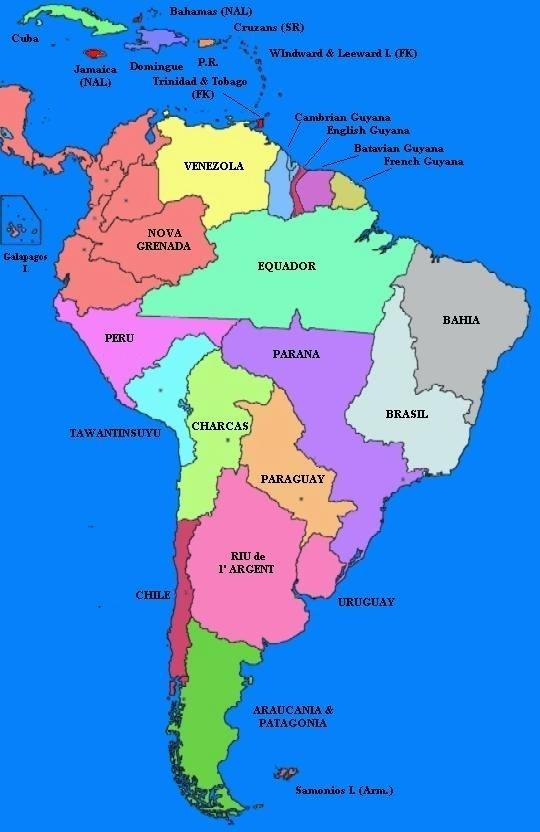 Bahamas (NAL)
Cruzans (SR)
Cuba
WIndward & Leeward I. (FK)
Jamaica
(NAL)
Domingue
P.R.
Trinidad & Tobago
(FK)
Cambrian Guyana
English Guyana
Batavian Guyana
French Guyana
VENEZOLA
NOVA
GRENADA
Galapagos
I.
EQUADOR
BAHIA
PERU
PARANA
BRASIL
TAWANTINSUYU
CHARCAS
PARAGUAY
RIU de
l' ARGENT
CHILE
URUGUAY
ARAUCANIA &
PATAGONIA
Samonios I. (Arm.)